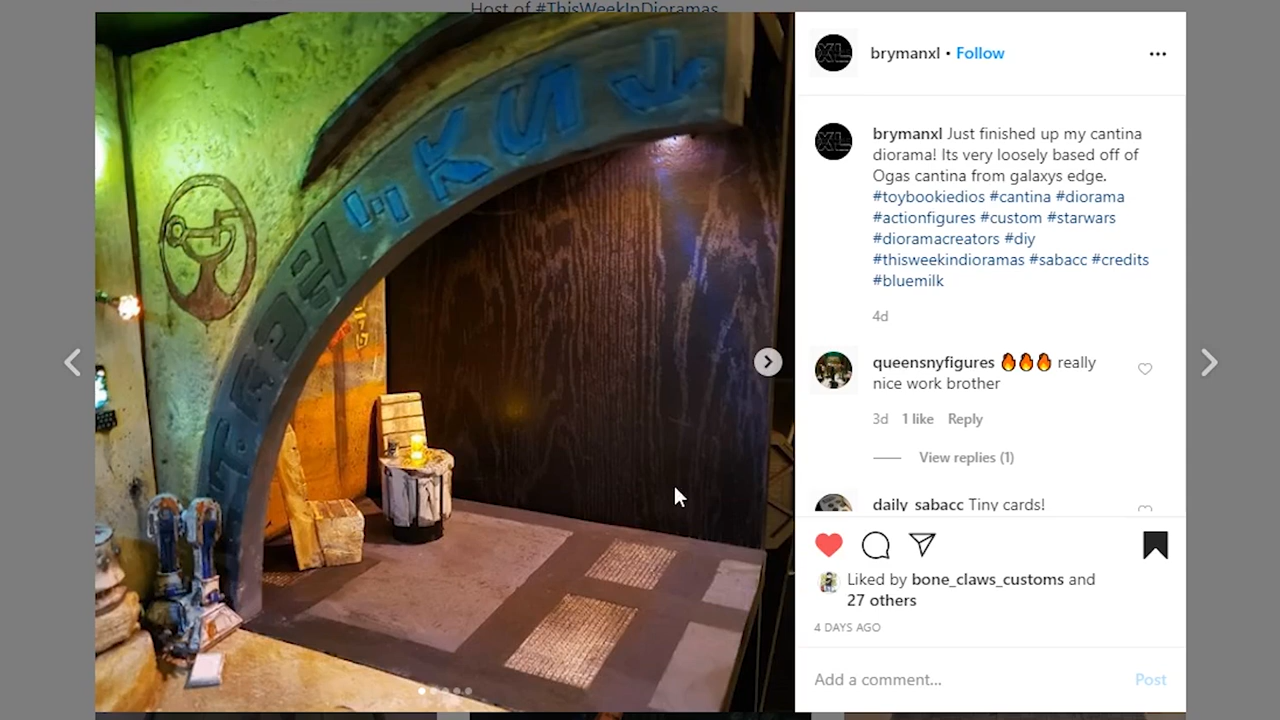 Host of #ThisWeekInDioramas
brymanxl • Follow
brymanxl Just finished up my cantina
diorama! Its very loosely based off of
Ogas cantina from galaxys edge.
#toybookiedios #cantina #diorama
#actionfigures #custom #starwars
#dioramacreators #diy
#thisweekindioramas #sabacc #credits
#bluemilk
4d
queensnyfigures 🔥🔥🔥 really
nice work brother
3d 1 like Reply
View replies (1)
daily_sabacc Tiny cards!
Liked by bone_claws_customs and
27 others
4 DAYS AGO
Add a comment... Post